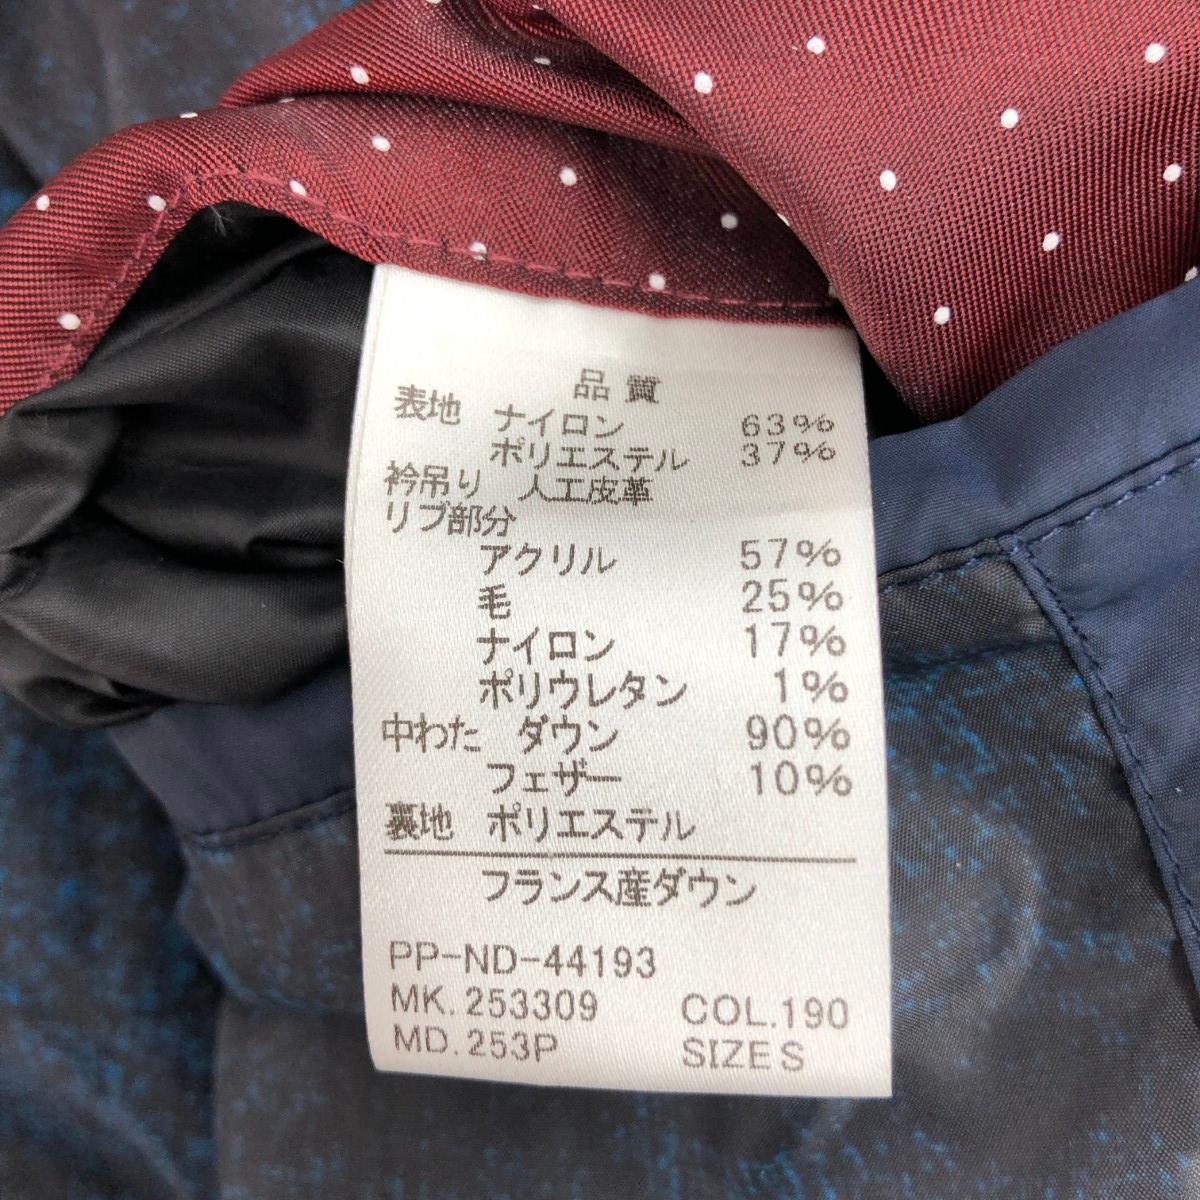 品質
表地 ナイロン 63%
ポリエステル 37%
衿吊り 人工皮革
リブ部分
アクリル 57%
毛 25%
ナイロン 17%
ポリウレタン 1%
中わた ダウン 90%
フェザー 10%
裏地 ポリエステル
フランス産ダウン
PP-ND-44193
MK.253309 COL.190
MD.253P SIZE S